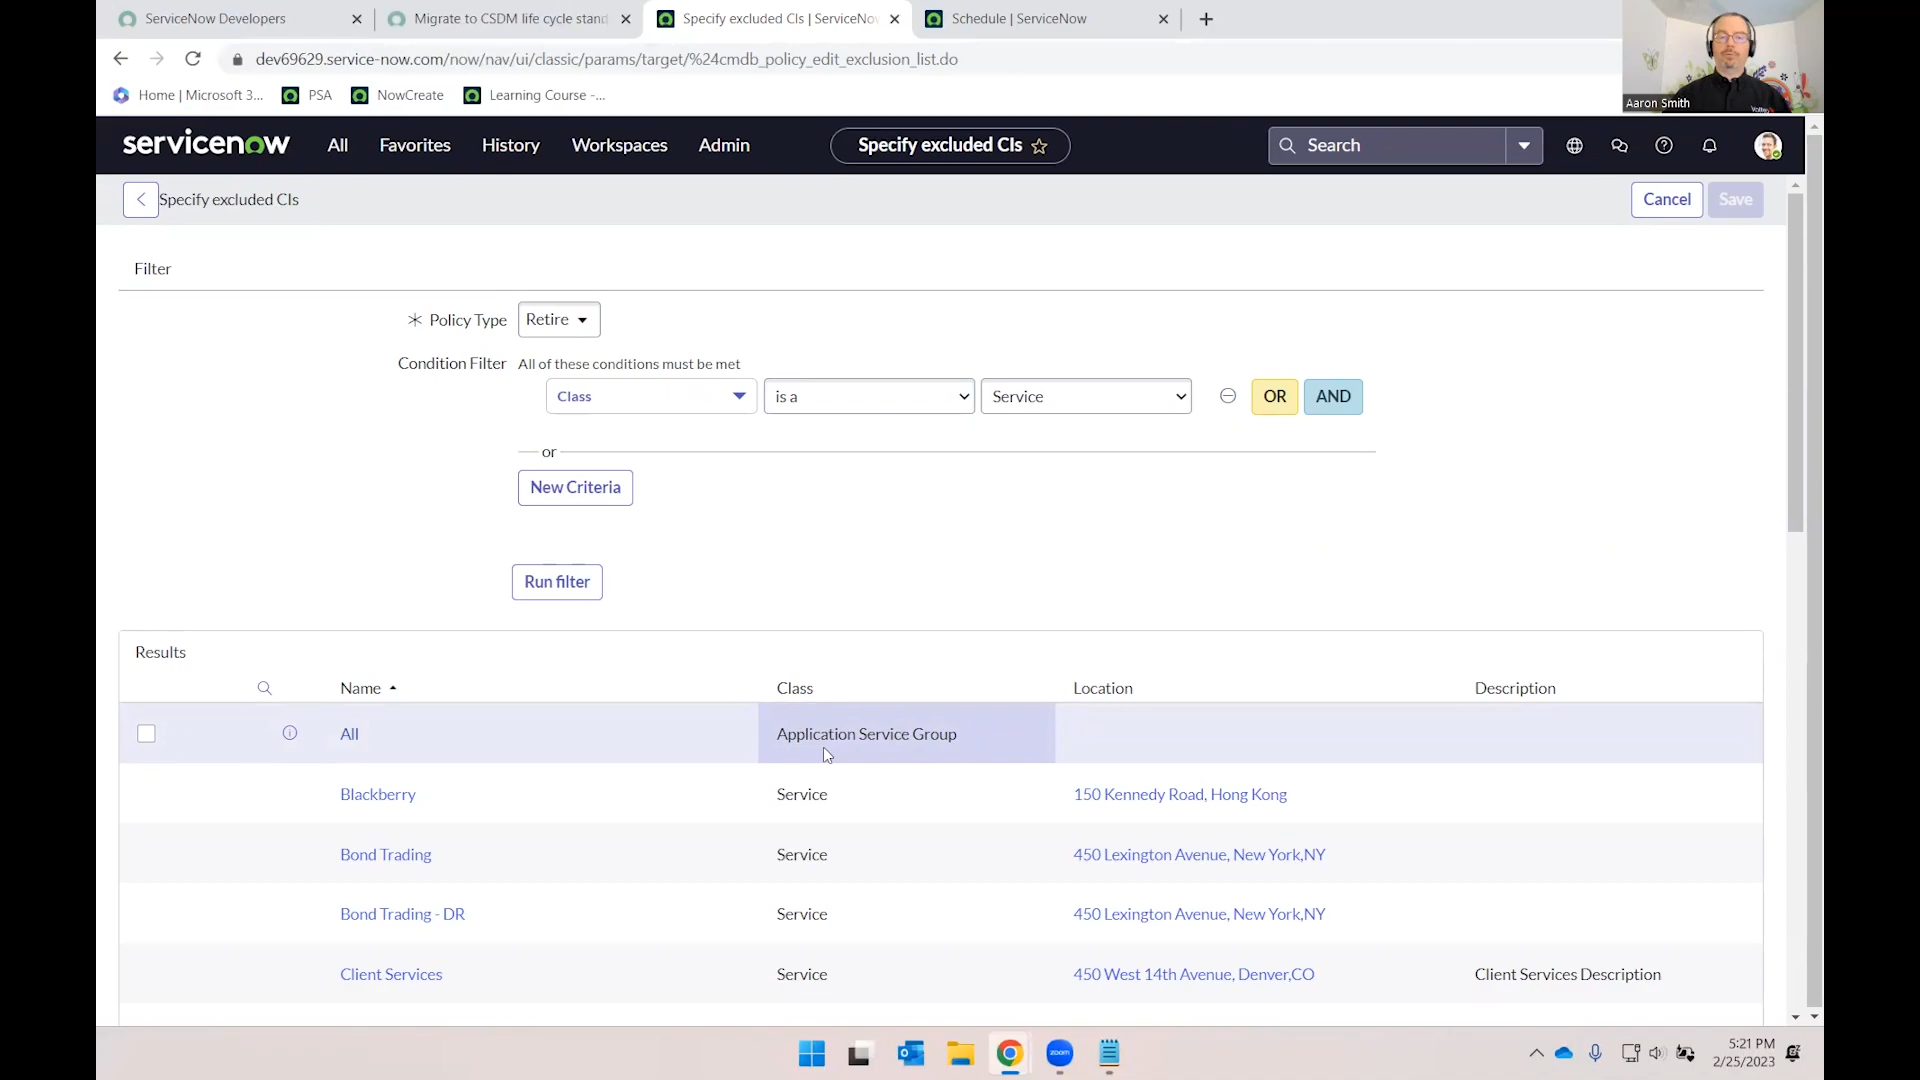 ServiceNow Developers
Migrate to CSDM life cycle stand
Specify excluded CIs | ServiceNo
Schedule | ServiceNow
dev69629.service-now.com/now/nav/ui/classic/params/target/%24cmdb_policy_edit_exclusion_list.do
Home | Microsoft 3...
PSA
NowCreate
Learning Course -...
Aaron Smith
servicenow
All
Favorites
History
Workspaces
Admin
Specify excluded CIs
Search
Specify excluded CIs
Cancel
Save
Filter
Policy Type
Retire
Condition Filter
All of these conditions must be met
Class
is a
Service
OR
AND
or
New Criteria
Run filter
Results
Name
Class
Location
Description
All
Application Service Group
Blackberry
Service
150 Kennedy Road, Hong Kong
Bond Trading
Service
450 Lexington Avenue, New York,NY
Bond Trading - DR
Service
450 Lexington Avenue, New York,NY
Client Services
Service
450 West 14th Avenue, Denver,CO
Client Services Description
zoom
5:21 PM
2/25/2023